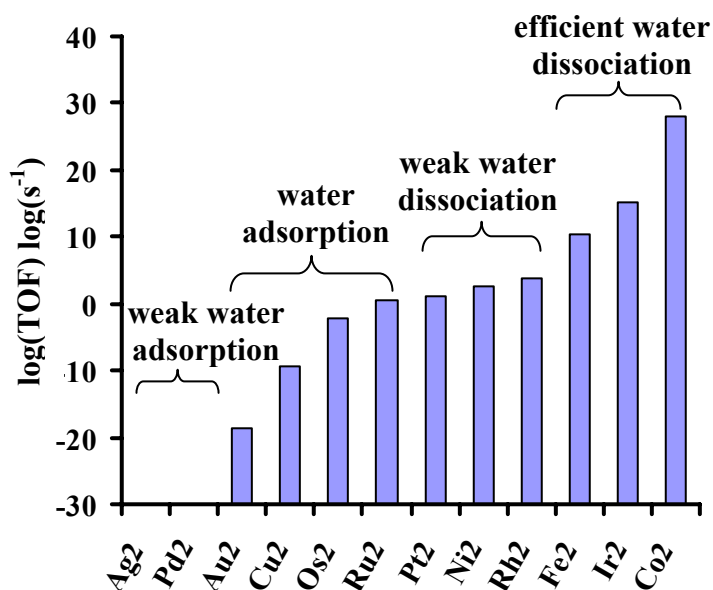 log(TOF) log(s⁻¹)
40
30
20
10
0
-10
-20
-30
weak water
adsorption
water
adsorption
weak water
dissociation
efficient water
dissociation
Ag2
Pd2
Au2
Cu2
Os2
Ru2
Pt2
Ni2
Rh2
Fe2
Ir2
Co2